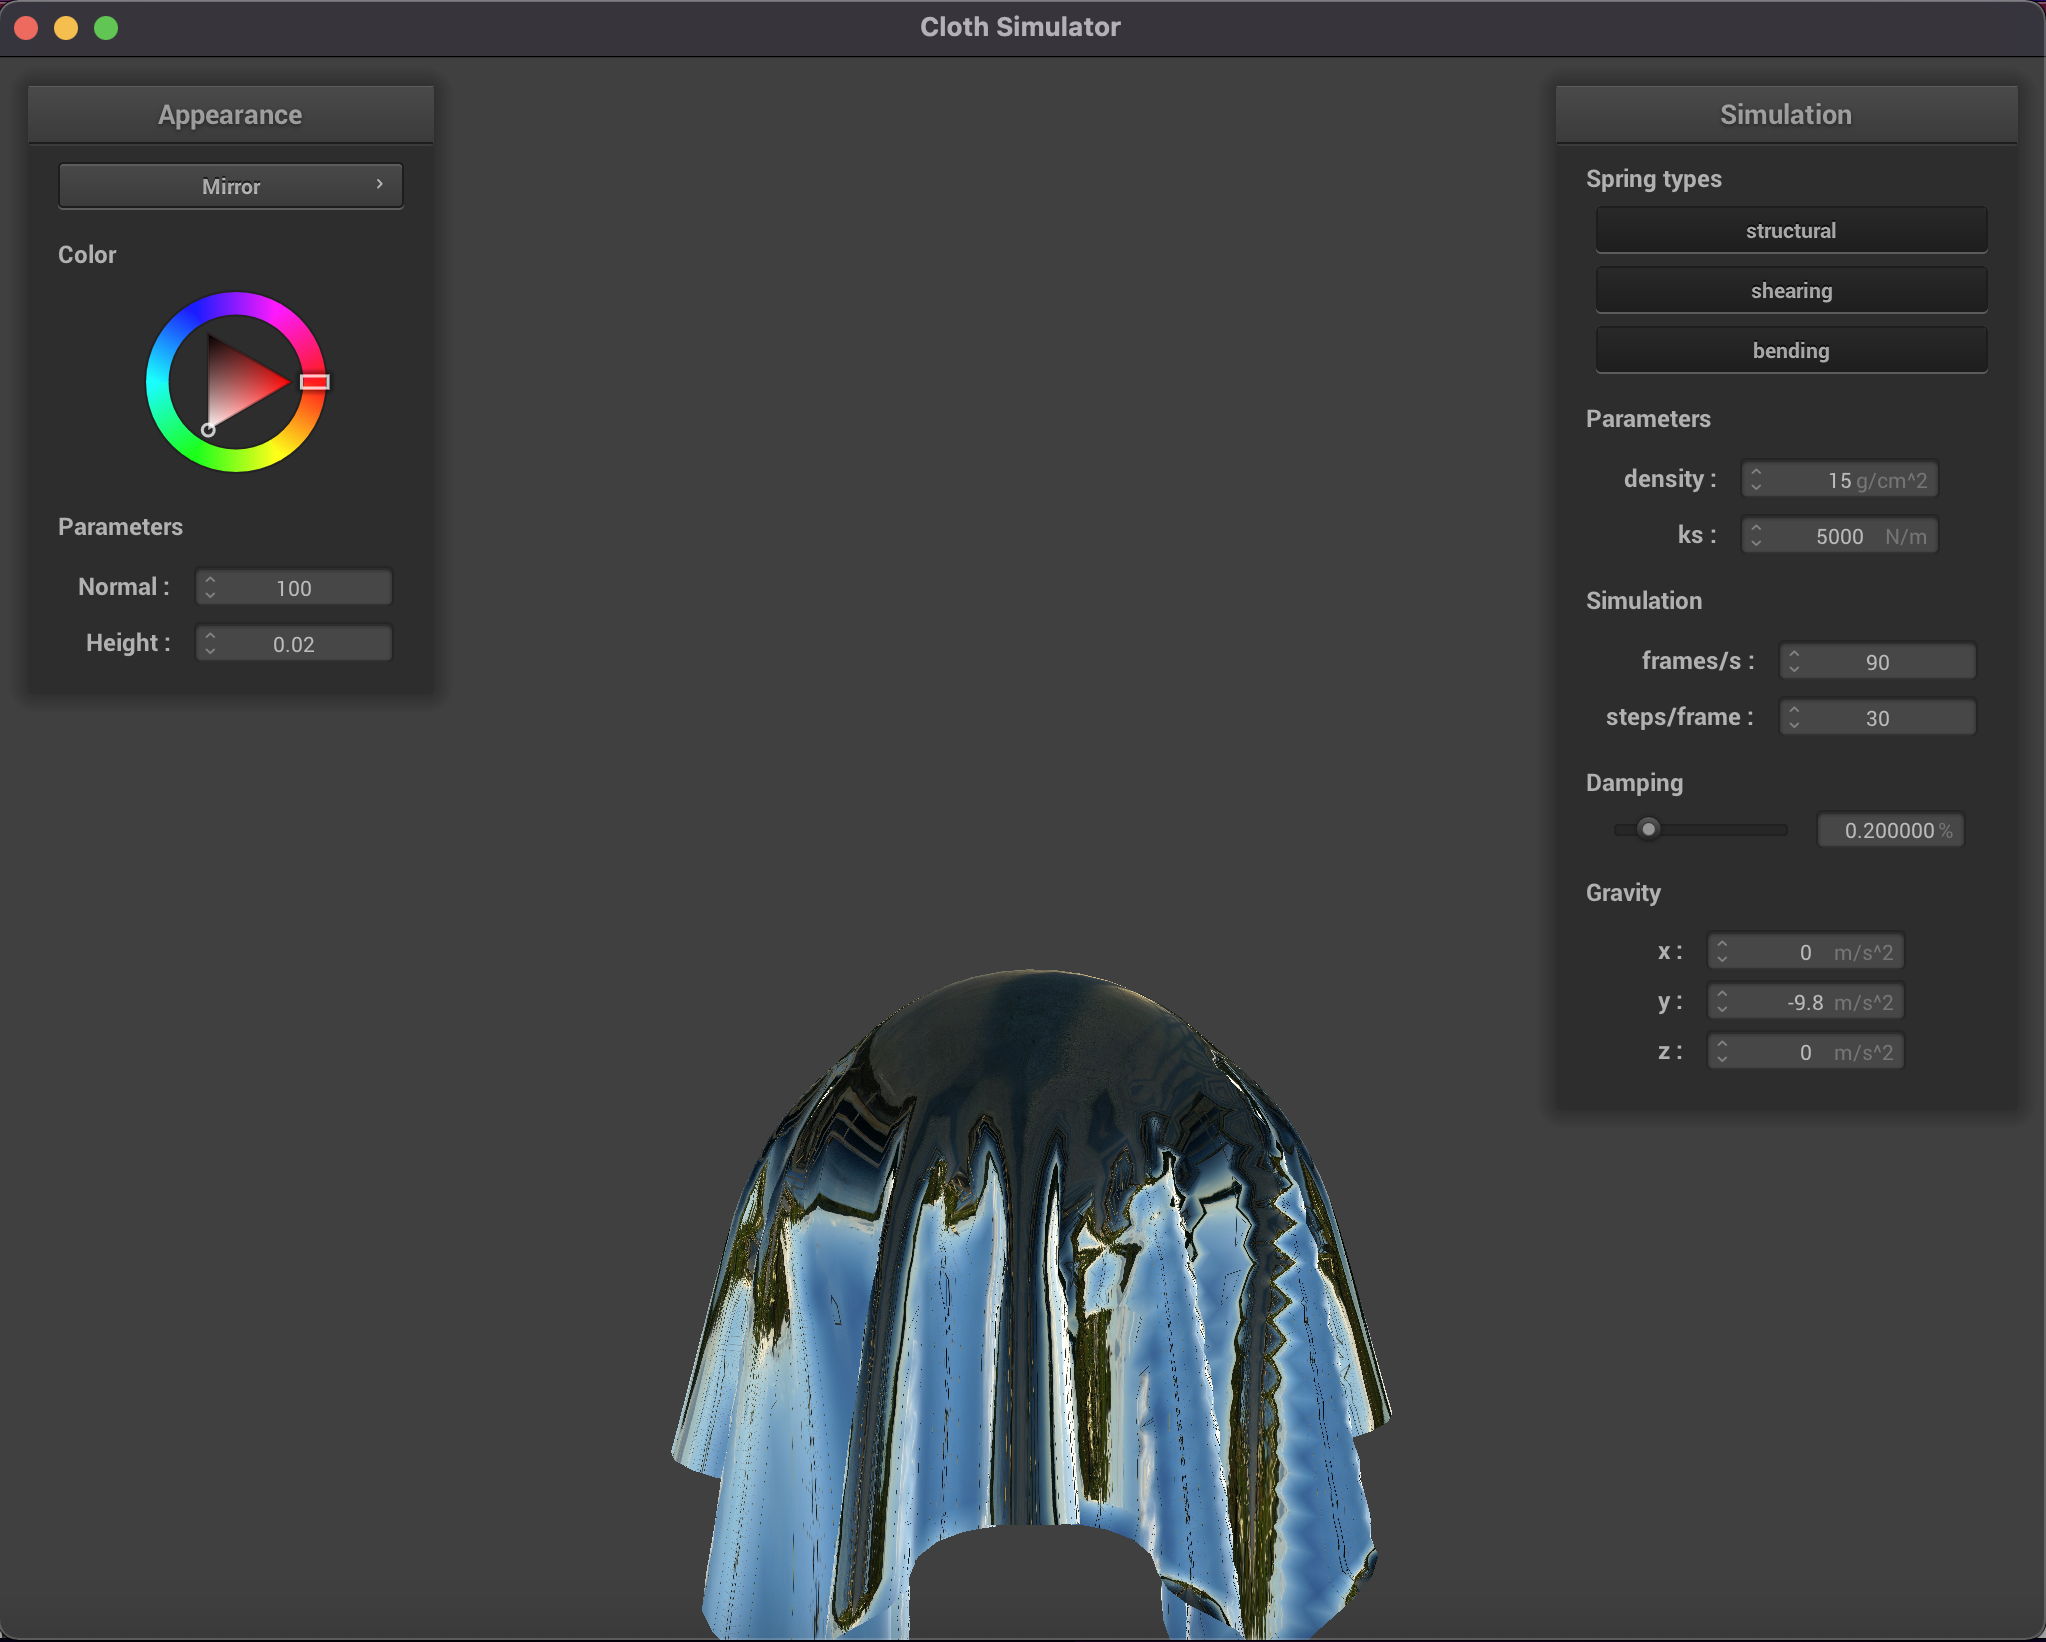 Cloth Simulator
Appearance
Mirror
Color
Parameters
Normal : 100
Height : 0.02
Simulation
Spring types
structural
shearing
bending
Parameters
density : 15 g/cm^2
ks : 5000 N/m
Simulation
frames/s : 90
steps/frame : 30
Damping
0.200000 %
Gravity
x : 0 m/s^2
y : -9.8 m/s^2
z : 0 m/s^2